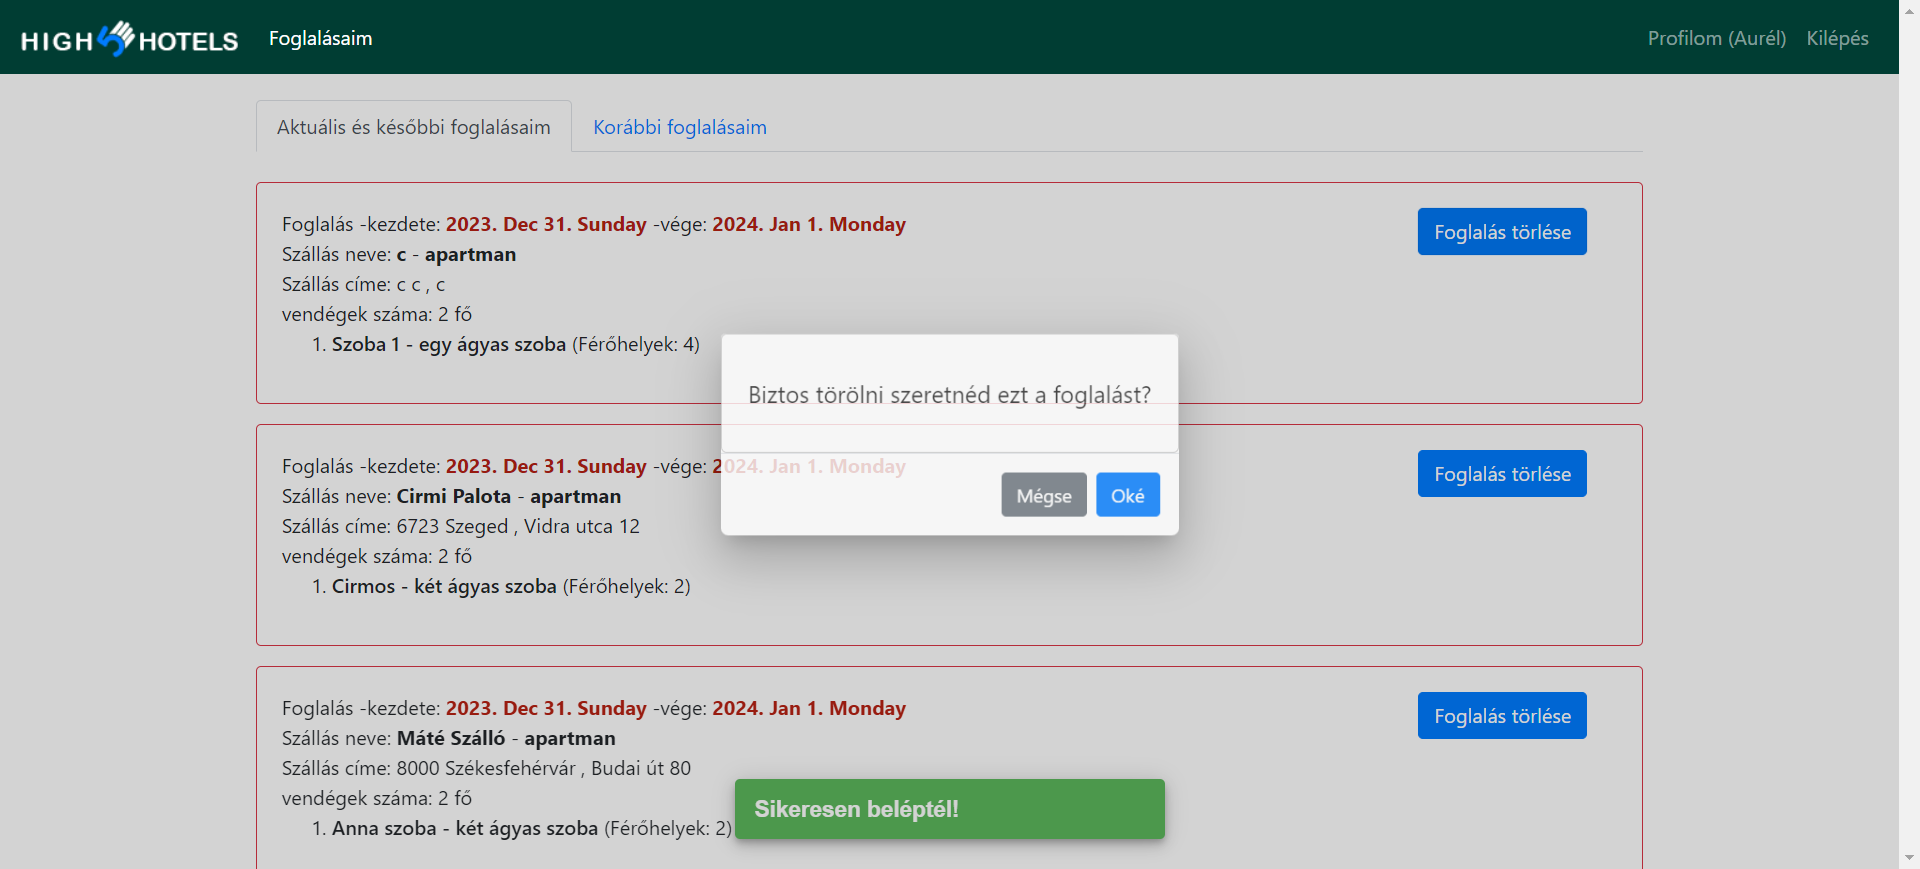 HIGH 5 HOTELS Foglalásaim Profilom (Aurél) Kilépés
Aktuális és későbbi foglalásaim Korábbi foglalásaim
Foglalás -kezdete: 2023. Dec 31. Sunday -vége: 2024. Jan 1. Monday
Foglalás törlése
Szállás neve: c - apartman
Szállás címe: c c , c
vendégek száma: 2 fő
1. Szoba 1 - egy ágyas szoba (Férőhelyek: 4)
Biztos törölni szeretnéd ezt a foglalást?
Mégse Oké
Foglalás -kezdete: 2023. Dec 31. Sunday -vége: 2024. Jan 1. Monday
Foglalás törlése
Szállás neve: Cirmi Palota - apartman
Szállás címe: 6723 Szeged , Vidra utca 12
vendégek száma: 2 fő
1. Cirmos - két ágyas szoba (Férőhelyek: 2)
Foglalás -kezdete: 2023. Dec 31. Sunday -vége: 2024. Jan 1. Monday
Foglalás törlése
Szállás neve: Máté Szálló - apartman
Szállás címe: 8000 Székesfehérvár , Budai út 80
vendégek száma: 2 fő
1. Anna szoba - két ágyas szoba (Férőhelyek: 2)
Sikeresen beléptél!